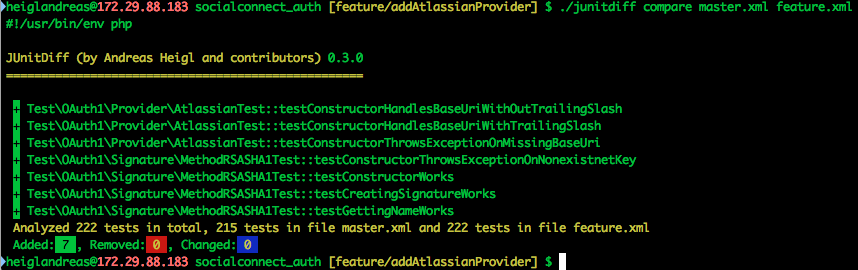 heiglandreas@172.29.88.183 socialconnect_auth [feature/addAtlassianProvider] $ ./junitdiff compare master.xml feature.xml
#!/usr/bin/env php
JUnitDiff (by Andreas Heigl and contributors) 0.3.0
===================================================
+ Test\OAuth1\Provider\AtlassianTest::testConstructorHandlesBaseUriWithOutTrailingSlash
+ Test\OAuth1\Provider\AtlassianTest::testConstructorHandlesBaseUriWithTrailingSlash
+ Test\OAuth1\Provider\AtlassianTest::testConstructorThrowsExceptionOnMissingBaseUri
+ Test\OAuth1\Signature\MethodRSASHA1Test::testConstructorThrowsExceptionOnNonexistnetKey
+ Test\OAuth1\Signature\MethodRSASHA1Test::testConstructorWorks
+ Test\OAuth1\Signature\MethodRSASHA1Test::testCreatingSignatureWorks
+ Test\OAuth1\Signature\MethodRSASHA1Test::testGettingNameWorks
Analyzed 222 tests in total, 215 tests in file master.xml and 222 tests in file feature.xml
Added: 7 , Removed: 0 , Changed: 0
heiglandreas@172.29.88.183 socialconnect_auth [feature/addAtlassianProvider] $